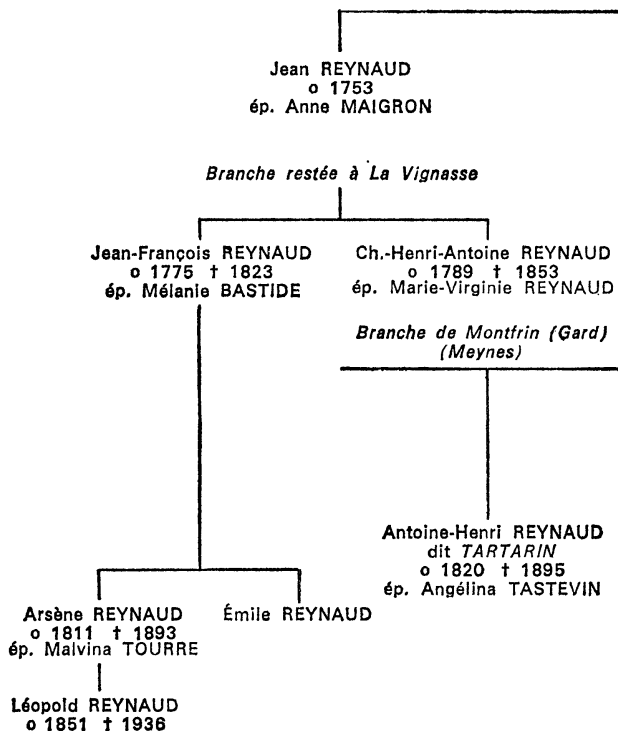 Jean REYNAUD
o 1753
ép. Anne MAIGRON
Branche restée à La Vignasse
Jean-François REYNAUD
o 1775 † 1823
ép. Mélanie BASTIDE
Ch.-Henri-Antoine REYNAUD
o 1789 † 1853
ép. Marie-Virginie REYNAUD
Branche de Montfrin (Gard)
(Meynes)
Antoine-Henri REYNAUD
dit TARTARIN
o 1820 † 1895
ép. Angélina TASTEVIN
Arsène REYNAUD
o 1811 † 1893
ép. Malvina TOURRE
Émile REYNAUD
Léopold REYNAUD
o 1851 † 1936